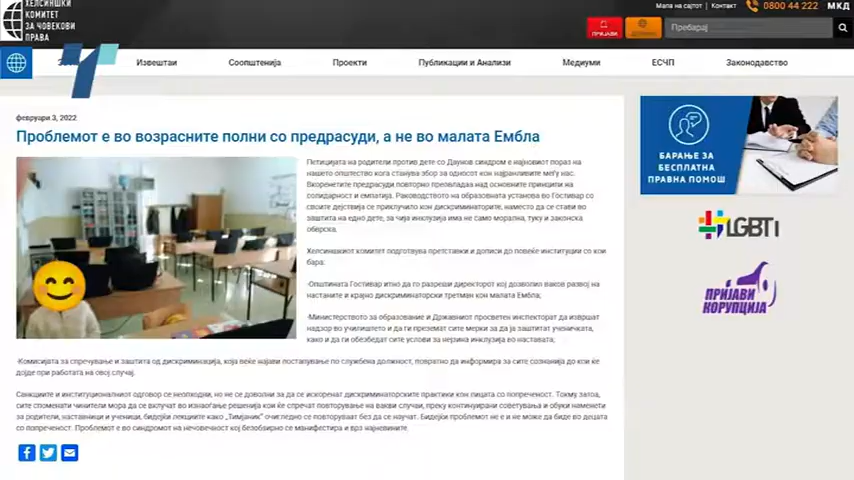 ХЕЛСИНШКИ
КОМИТЕТ
ЗА ЧОВЕКОВИ
ПРАВА
Мапа на сајтот | Контакт 0800 44 222 МКД
ПРИЈАВИ
Пребарај
Извештаи Соопштенија Проекти Публикации и Анализи Медиуми ЕСЧП Законодавство
февруари 3, 2022
Проблемот е во возрасните полни со предрасуди, а не во малата Ембла
Петицијата на родители против дете со Даунов синдром е најновиот пораз на
нашето општество кога станува збор за односот кон најранливите меѓу нас.
Вкоренетите предрасуди повторно преовладаа над основните принципи на
солидарност и емпатија. Раководството на образовната установа во Гостивар со
своите дејствија се приклучило кон дискриминаторите, наместо да се стави во
заштита на едно дете, за чија инклузија има не само морална, туку и законска
обврска.
Хелсиншкиот комитет подготвува претставки и дописи до повеќе институции со кои
бара:
-Општината Гостивар итно да го разреши директорот кој дозволил ваков развој на
настаните и крајно дискриминаторски третман кон малата Ембла;
-Министерството за образование и Државниот просветен инспекторат да извршат
надзор во училиштето и да ги преземат сите мерки за да ја заштитат ученичката,
како и да ги обезбедат сите услови за нејзина инклузија во наставата;
-Комисијата за спречување и заштита од дискриминација, која веќе најави постапување по службена должност, повратно да информира за сите сознанија до кои ќе
дојде при работата на овој случај.
Санкциите и институционалниот одговор се неопходни, но не се доволни за да се искоренат дискриминаторските практики кон лицата со попреченост. Токму затоа,
сите споменати чинители мора да се вклучат во изнаоѓање решенија кои ќе спречат повторување на вакви случаи, преку континуирани советувања и обуки наменети
за родители, наставници и ученици, бидејќи лекциите како „Тимјаник“ очигледно се повторуваат без да се научат. Бидејќи проблемот не е и не може да биде во децата
со попреченост. Проблемот е во синдромот на нечовечност кој безобѕирно се манифестира и врз најневините.
БАРАЊЕ ЗА
БЕСПЛАТНА
ПРАВНА ПОМОШ
LGBTi
ПРИЈАВИ
КОРУПЦИЈА